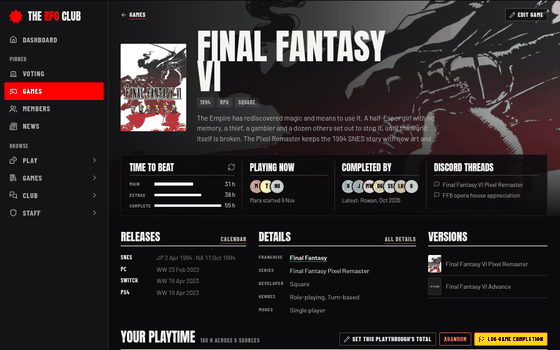 THE RPG CLUB
DASHBOARD
PINNED
VOTING
GAMES
MEMBERS
NEWS
BROWSE
PLAY
GAMES
CLUB
STAFF
← GAMES
EDIT GAME
FINAL FANTASY
VI
1994 RPG SQUARE
The Empire has rediscovered magic and means to use it. A half-Esper girl with no
memory, a thief, a gambler and a dozen others set out to stop it, until the world
itself is broken. The Pixel Remaster keeps the 1994 SNES story with new art and
TIME TO BEAT
MAIN 31 h
EXTRAS 38 h
COMPLETE 55 h
PLAYING NOW
Mara started 9 Nov
COMPLETED BY
Latest: Rowan, Oct 2026
DISCORD THREADS
Final Fantasy VI Pixel Remaster
FF6 opera house appreciation
RELEASES CALENDAR
SNES JP 2 Apr 1994 · NA 11 Oct 1994
PC WW 23 Feb 2022
SWITCH WW 19 Apr 2023
PS4 WW 19 Apr 2023
DETAILS ALL DETAILS
FRANCHISE Final Fantasy
SERIES Final Fantasy Pixel Remaster
DEVELOPED Square
GENRES Role-playing, Turn-based
MODES Single player
VERSIONS
Final Fantasy VI Pixel Remaster
Final Fantasy VI Advance
YOUR PLAYTIME 100 H ACROSS 5 SOURCES
SET THIS PLAYTHROUGH'S TOTAL
ABANDON
LOG GAME COMPLETION